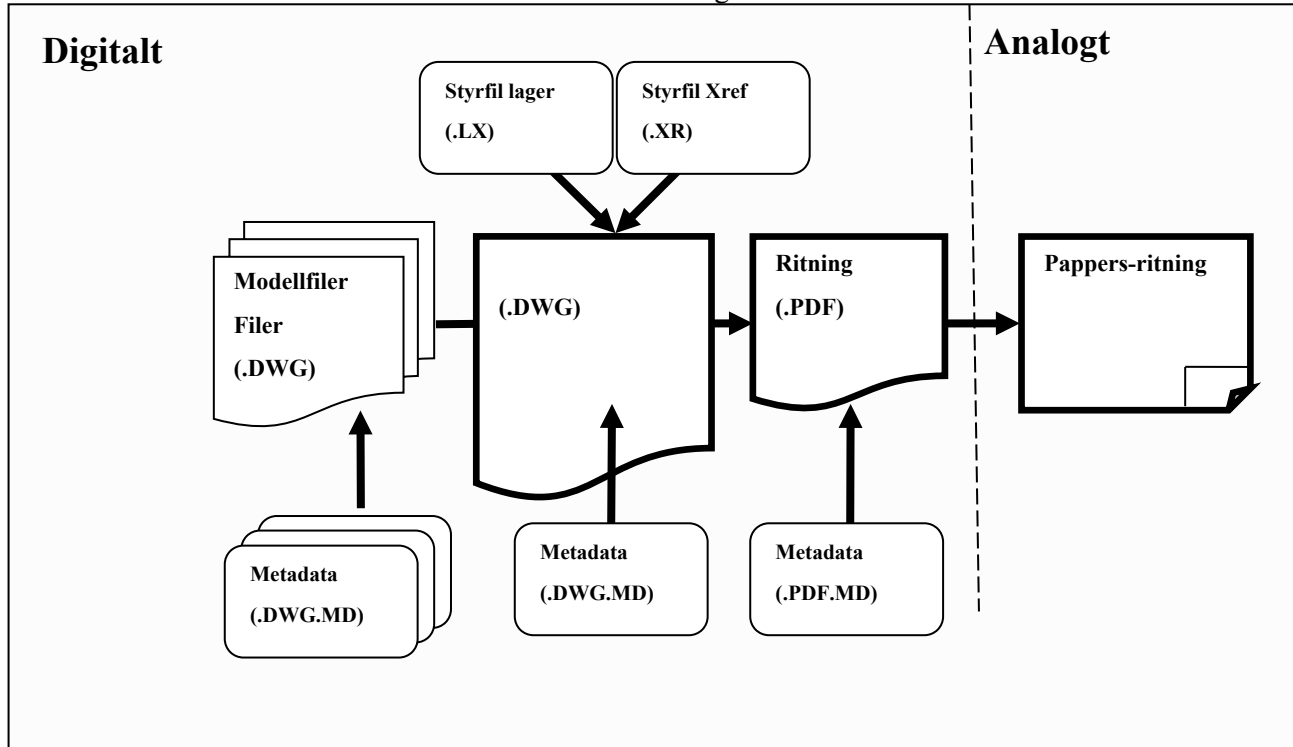 Digitalt
Analogt
Styrfil lager
(.LX)
Styrfil Xref
(.XR)
Modellfiler
Filer
(.DWG)
(.DWG)
Ritning
(.PDF)
Pappers-ritning
Metadata
(.DWG.MD)
Metadata
(.DWG.MD)
Metadata
(.PDF.MD)